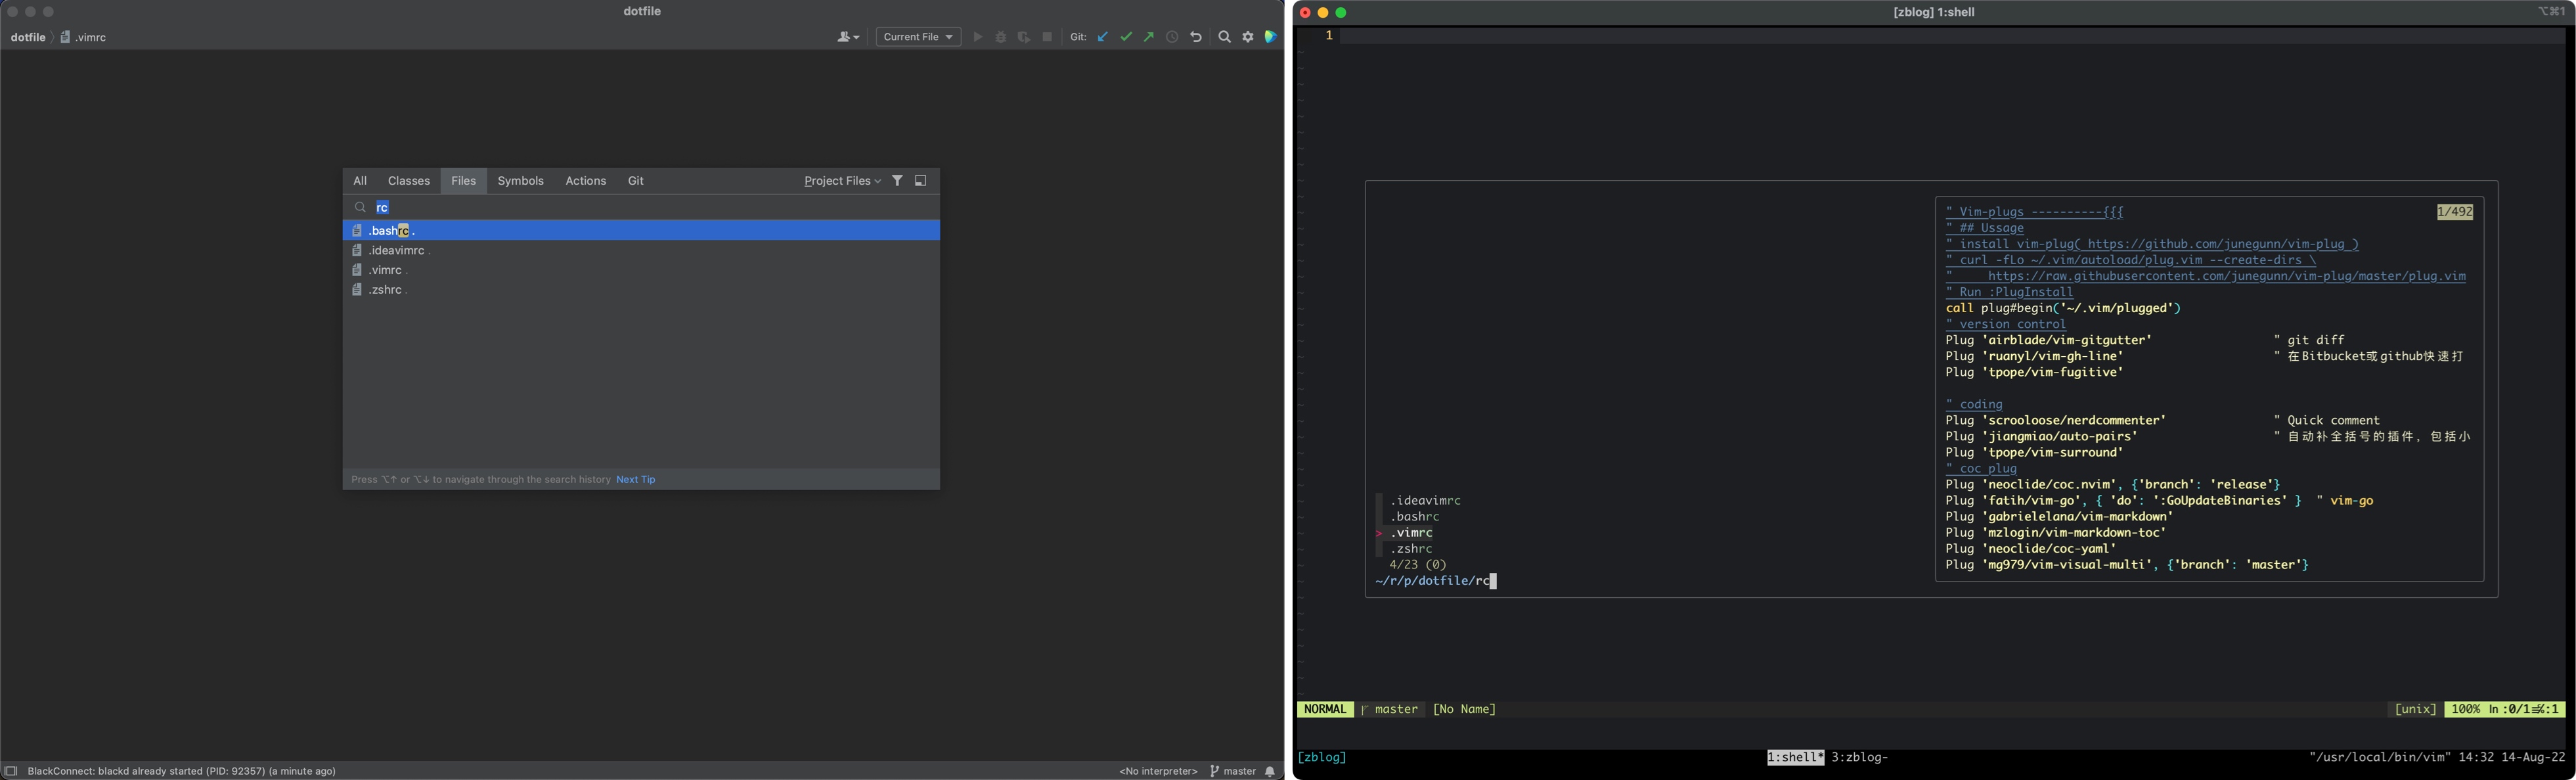 dotfile
dotfile
.vimrc
Current File
Git:
All Classes Files Symbols Actions Git
Project Files
rc
.bashrc .
.ideavimrc .
.vimrc .
.zshrc .
Press ⌥↑ or ⌥↓ to navigate through the search history Next Tip
BlackConnect: blackd already started (PID: 92357) (a minute ago)
<No interpreter>
master
[zblog] 1:shell
⌥⌘1
1
" Vim-plugs ----------{{{
1/492
" ## Ussage
" install vim-plug( https://github.com/junegunn/vim-plug )
" curl -fLo ~/.vim/autoload/plug.vim --create-dirs \
"     https://raw.githubusercontent.com/junegunn/vim-plug/master/plug.vim
" Run :PlugInstall
call plug#begin('~/.vim/plugged')
" version control
Plug 'airblade/vim-gitgutter' " git diff
Plug 'ruanyl/vim-gh-line' " 在Bitbucket或github快速打
Plug 'tpope/vim-fugitive'
" coding
Plug 'scrooloose/nerdcommenter' " Quick comment
Plug 'jiangmiao/auto-pairs' " 自动补全括号的插件, 包括小
Plug 'tpope/vim-surround'
" coc plug
Plug 'neoclide/coc.nvim', {'branch': 'release'}
Plug 'fatih/vim-go', { 'do': ':GoUpdateBinaries' } " vim-go
Plug 'gabrielelana/vim-markdown'
Plug 'mzlogin/vim-markdown-toc'
Plug 'neoclide/coc-yaml'
Plug 'mg979/vim-visual-multi', {'branch': 'master'}
.ideavimrc
.bashrc
> .vimrc
.zshrc
4/23 (0)
~/r/p/dotfile/rc
NORMAL master [No Name]
[unix] 100% ㏑:0/1☰℅:1
[zblog]
1:shell* 3:zblog-
"/usr/local/bin/vim" 14:32 14-Aug-22